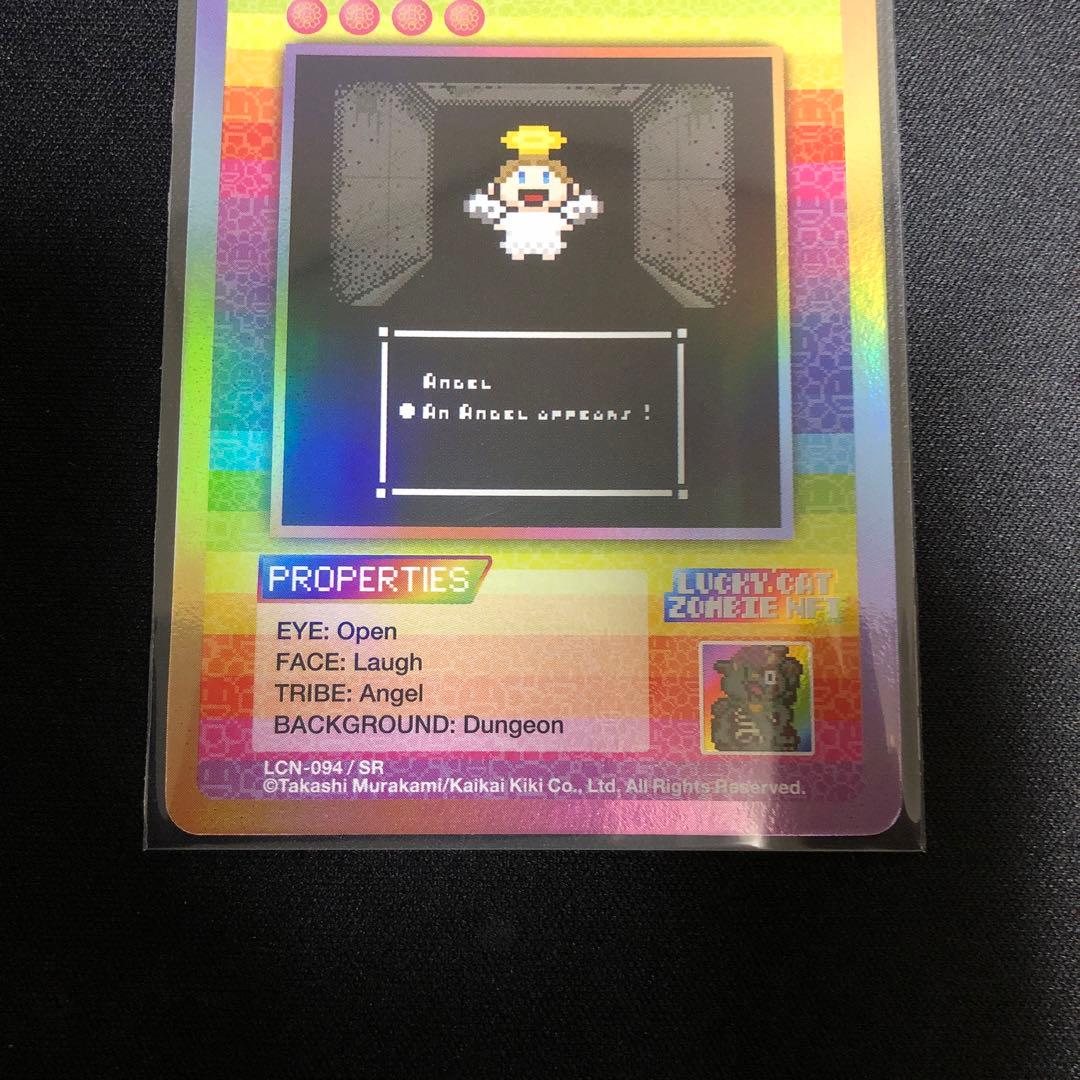 Angel
●An Angel appears !
PROPERTIES
LUCKY CAT
ZOMBIE NFT
EYE: Open
FACE: Laugh
TRIBE: Angel
BACKGROUND: Dungeon
LCN-094 / SR
©Takashi Murakami/Kaikai Kiki Co., Ltd. All Rights Reserved.